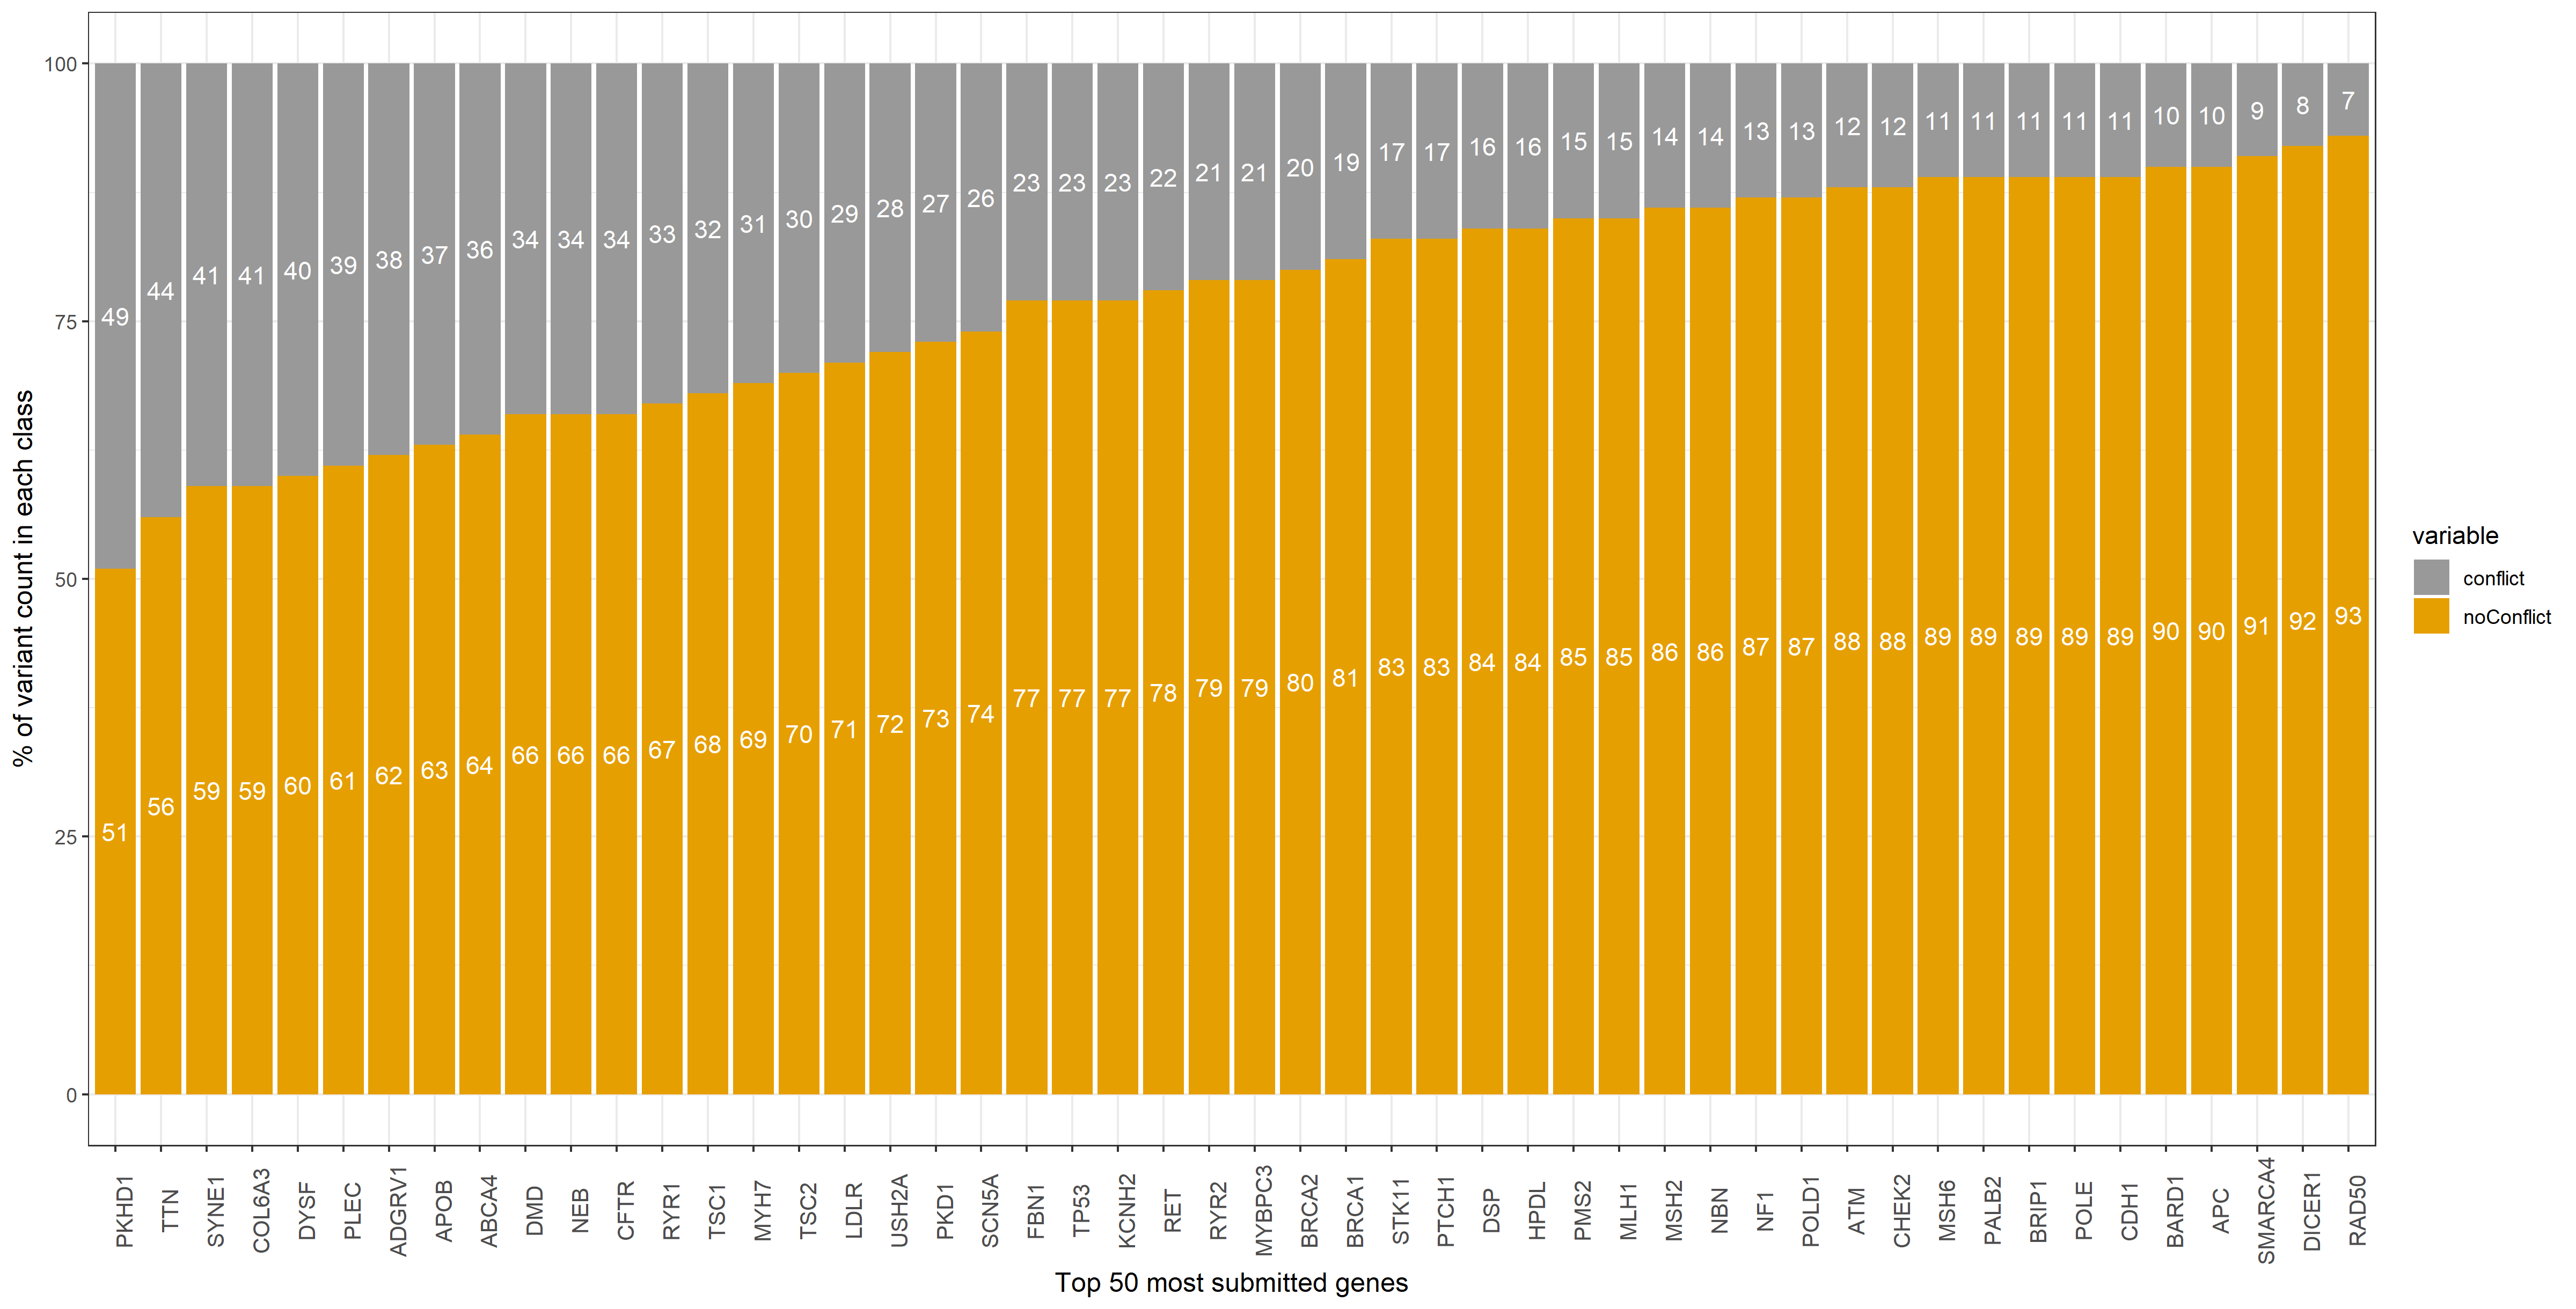 % of variant count in each class
100
75
50
25
0
49 44 41 41 40 39 38 37 36 34 34 34 33 32 31 30 29 28 27 26 23 23 23 22 21 21 20 19 17 17 16 16 15 15 14 14 13 13 12 12 11 11 11 11 11 10 10 9 8 7
51 56 59 59 60 61 62 63 64 66 66 66 67 68 69 70 71 72 73 74 77 77 77 78 79 79 80 81 83 83 84 84 85 85 86 86 87 87 88 88 89 89 89 89 89 90 90 91 92 93
PKHD1 TTN SYNE1 COL6A3 DYSF PLEC ADGRV1 APOB ABCA4 DMD NEB CFTR RYR1 TSC1 MYH7 TSC2 LDLR USH2A PKD1 SCN5A FBN1 TP53 KCNH2 RET RYR2 MYBPC3 BRCA2 BRCA1 STK11 PTCH1 DSP HPDL PMS2 MLH1 MSH2 NBN NF1 POLD1 ATM CHEK2 MSH6 PALB2 BRIP1 POLE CDH1 BARD1 APC SMARCA4 DICER1 RAD50
Top 50 most submitted genes
variable
conflict
noConflict